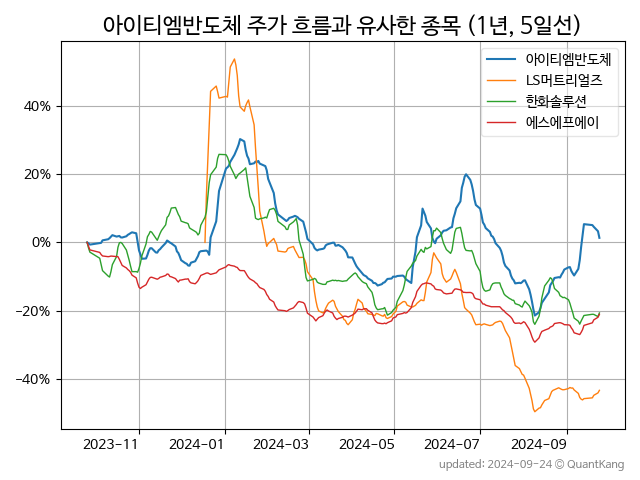 아이티엠반도체 주가 흐름과 유사한 종목 (1년, 5일선)
아이티엠반도체
LS머트리얼즈
한화솔루션
에스에프에이
40%
20%
0%
−20%
−40%
2023-11 2024-01 2024-03 2024-05 2024-07 2024-09
updated: 2024-09-24 © QuantKang